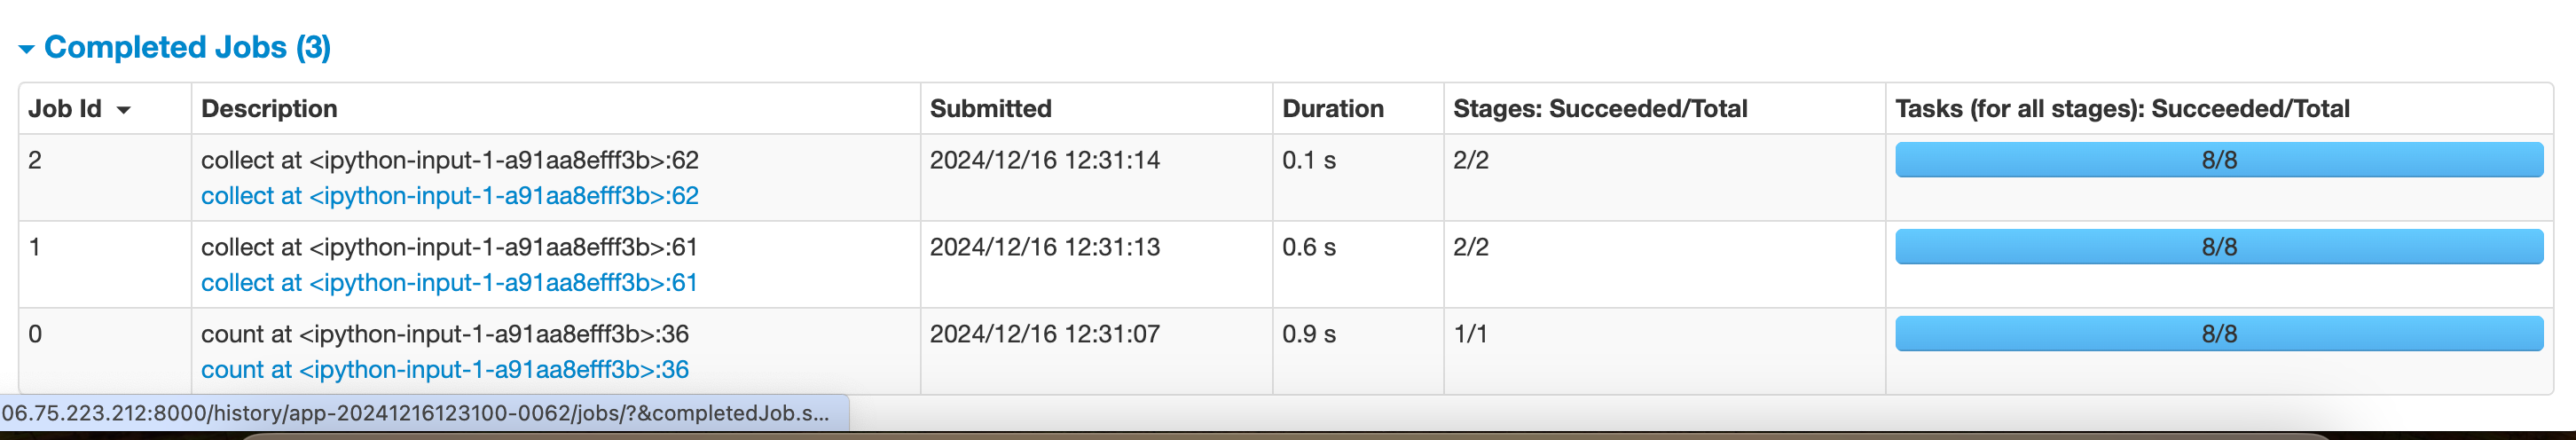 Completed Jobs (3)
Job Id Description Submitted Duration Stages: Succeeded/Total Tasks (for all stages): Succeeded/Total
2 collect at <ipython-input-1-a91aa8efff3b>:62 2024/12/16 12:31:14 0.1 s 2/2 8/8
collect at <ipython-input-1-a91aa8efff3b>:62
1 collect at <ipython-input-1-a91aa8efff3b>:61 2024/12/16 12:31:13 0.6 s 2/2 8/8
collect at <ipython-input-1-a91aa8efff3b>:61
0 count at <ipython-input-1-a91aa8efff3b>:36 2024/12/16 12:31:07 0.9 s 1/1 8/8
count at <ipython-input-1-a91aa8efff3b>:36
06.75.223.212:8000/history/app-20241216123100-0062/jobs/?&completedJob.s...